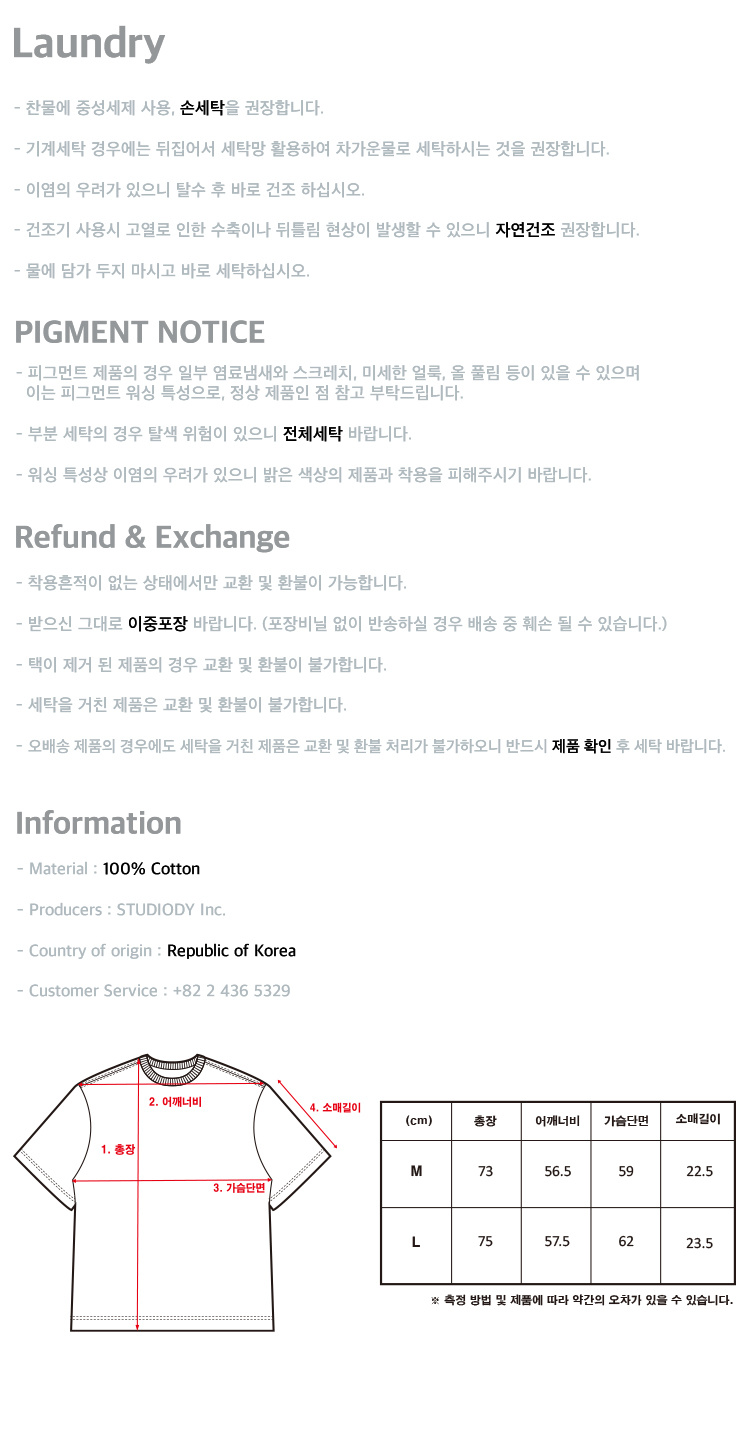 Laundry
- 찬물에 중성세제 사용, 손세탁을 권장합니다.
- 기계세탁 경우에는 뒤집어서 세탁망 활용하여 차가운물로 세탁하시는 것을 권장합니다.
- 이염의 우려가 있으니 탈수 후 바로 건조 하십시오.
- 건조기 사용시 고열로 인한 수축이나 뒤틀림 현상이 발생할 수 있으니 자연건조 권장합니다.
- 물에 담가 두지 마시고 바로 세탁하십시오.
PIGMENT NOTICE
- 피그먼트 제품의 경우 일부 염료냄새와 스크레치, 미세한 얼룩, 올 풀림 등이 있을 수 있으며
이는 피그먼트 워싱 특성으로, 정상 제품인 점 참고 부탁드립니다.
- 부분 세탁의 경우 탈색 위험이 있으니 전체세탁 바랍니다.
- 워싱 특성상 이염의 우려가 있으니 밝은 색상의 제품과 착용을 피해주시기 바랍니다.
Refund & Exchange
- 착용흔적이 없는 상태에서만 교환 및 환불이 가능합니다.
- 받으신 그대로 이중포장 바랍니다. (포장비닐 없이 반송하실 경우 배송 중 훼손 될 수 있습니다.)
- 택이 제거 된 제품의 경우 교환 및 환불이 불가합니다.
- 세탁을 거친 제품은 교환 및 환불이 불가합니다.
- 오배송 제품의 경우에도 세탁을 거친 제품은 교환 및 환불 처리가 불가하오니 반드시 제품 확인 후 세탁 바랍니다.
Information
- Material : 100% Cotton
- Producers : STUDIODY Inc.
- Country of origin : Republic of Korea
- Customer Service : +82 2 436 5329
2. 어깨너비
4. 소매길이
1. 총장
3. 가슴단면
(cm) 총장 어깨너비 가슴단면 소매길이
M 73 56.5 59 22.5
L 75 57.5 62 23.5
※ 측정 방법 및 제품에 따라 약간의 오차가 있을 수 있습니다.